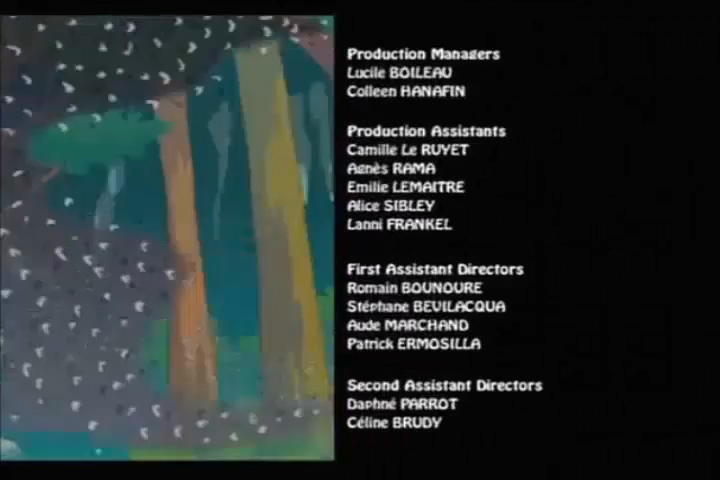 Production Managers
Lucile BOILEAU
Colleen HANAFIN
Production Assistants
Camille Le RUYET
Agnès RAMA
Emilie LEMAITRE
Alice SIBLEY
Lanni FRANKEL
First Assistant Directors
Romain BOUNOURE
Stéphane BEVILACQUA
Aude MARCHAND
Patrick ERMOSILLA
Second Assistant Directors
Daphné PARROT
Céline BRUDY